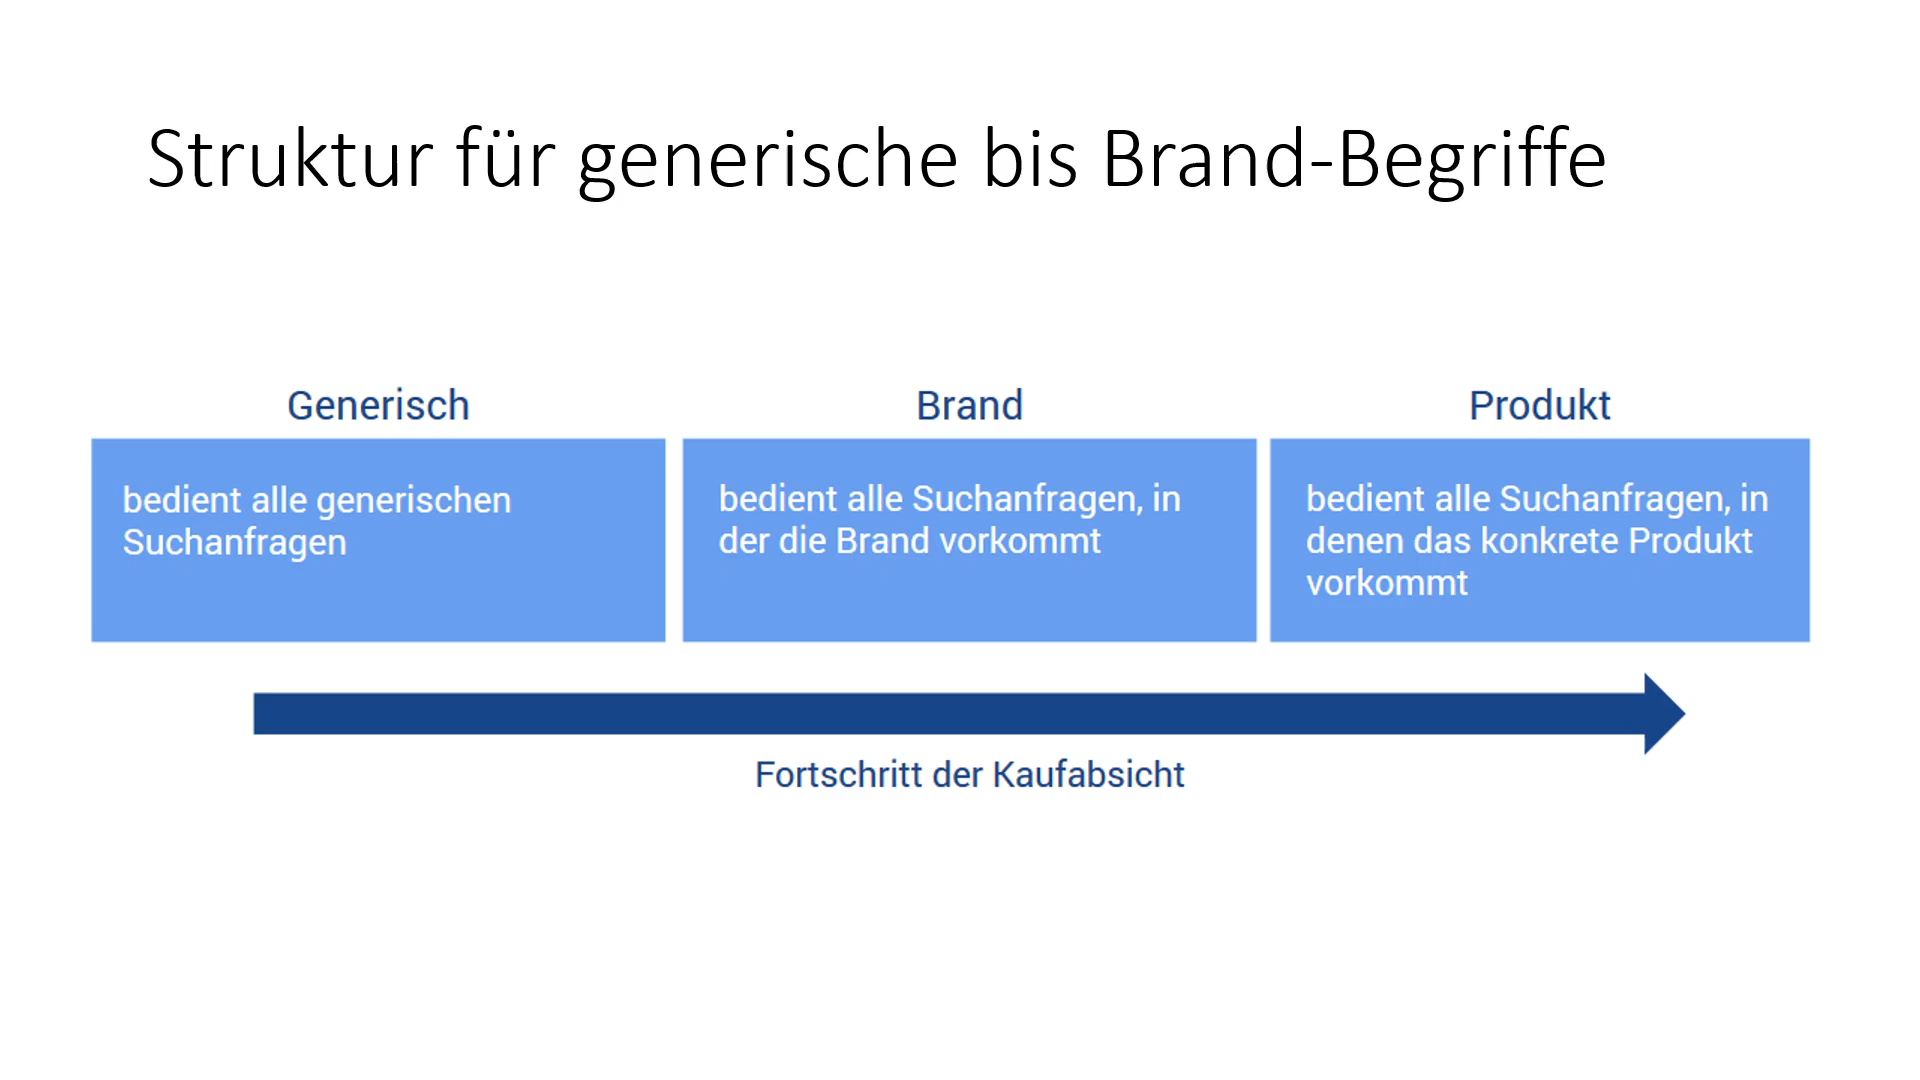 Struktur für generische bis Brand-Begriffe
Generisch
bedient alle generischen
Suchanfragen
Brand
bedient alle Suchanfragen, in
der die Brand vorkommt
Produkt
bedient alle Suchanfragen, in
denen das konkrete Produkt
vorkommt
Fortschritt der Kaufabsicht